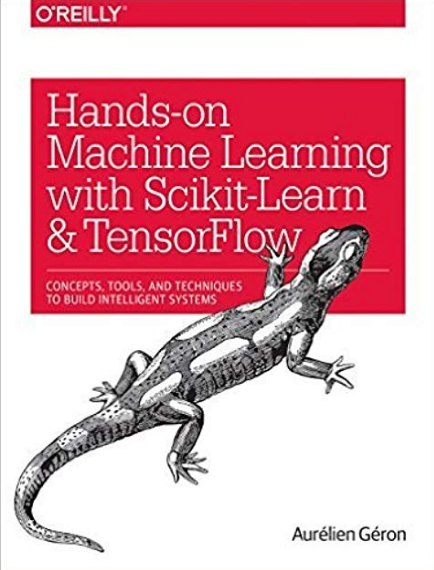 O'REILLY®
Hands-on
Machine Learning
with Scikit-Learn
& TensorFlow
CONCEPTS, TOOLS, AND TECHNIQUES
TO BUILD INTELLIGENT SYSTEMS
Aurélien Géron